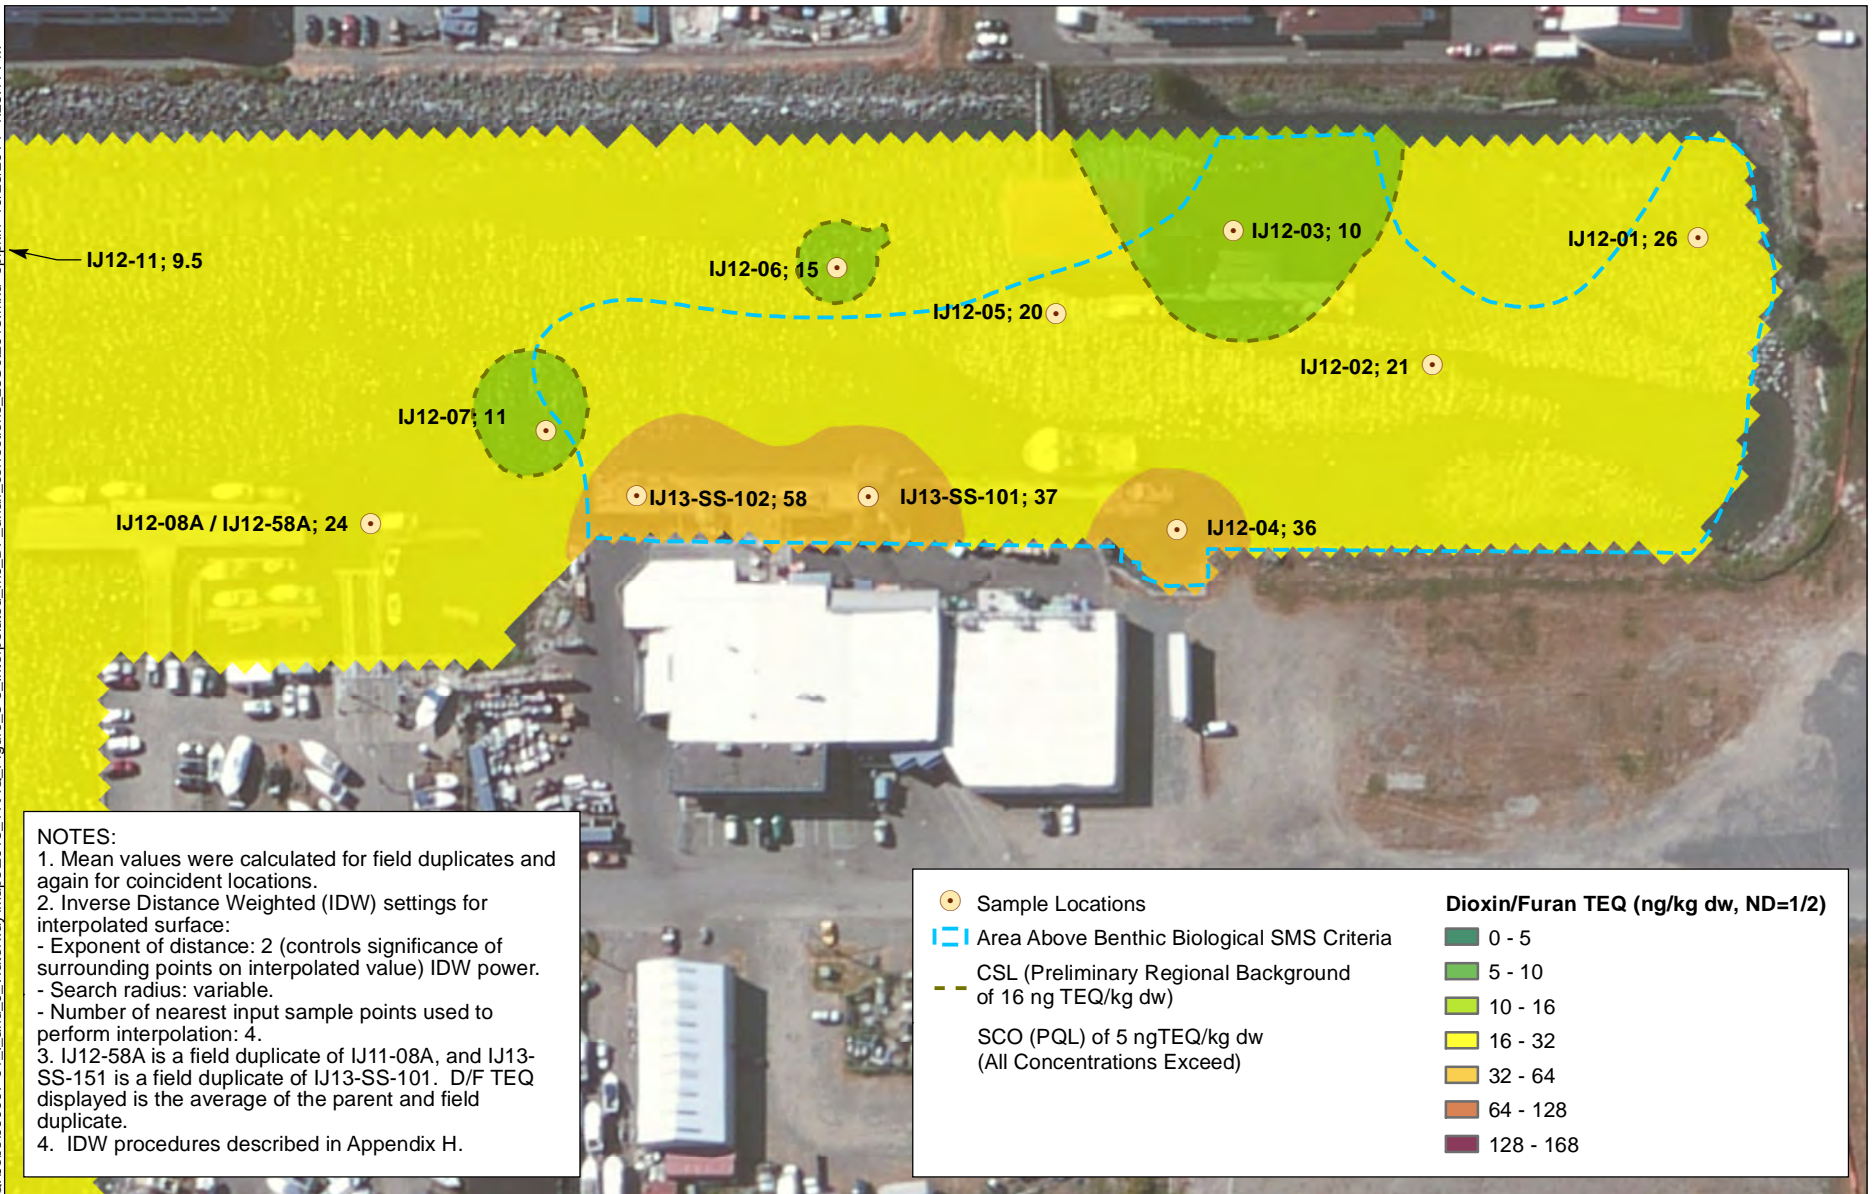 IJ12-11; 9.5
IJ12-06; 15
IJ12-03; 10
IJ12-01; 26
IJ12-05; 20
IJ12-02; 21
IJ12-07; 11
IJ13-SS-102; 58
IJ13-SS-101; 37
IJ12-08A / IJ12-58A; 24
IJ12-04; 36
NOTES:
1. Mean values were calculated for field duplicates and
again for coincident locations.
2. Inverse Distance Weighted (IDW) settings for
interpolated surface:
- Exponent of distance: 2 (controls significance of
surrounding points on interpolated value) IDW power.
- Search radius: variable.
- Number of nearest input sample points used to
perform interpolation: 4.
3. IJ12-58A is a field duplicate of IJ11-08A, and IJ13-
SS-151 is a field duplicate of IJ13-SS-101.  D/F TEQ
displayed is the average of the parent and field
duplicate.
4.  IDW procedures described in Appendix H.
Sample Locations
Area Above Benthic Biological SMS Criteria
CSL (Preliminary Regional Background
of 16 ng TEQ/kg dw)
SCO (PQL) of 5 ngTEQ/kg dw
(All Concentrations Exceed)
Dioxin/Furan TEQ (ng/kg dw, ND=1/2)
0 - 5
5 - 10
10 - 16
16 - 32
32 - 64
64 - 128
128 - 168